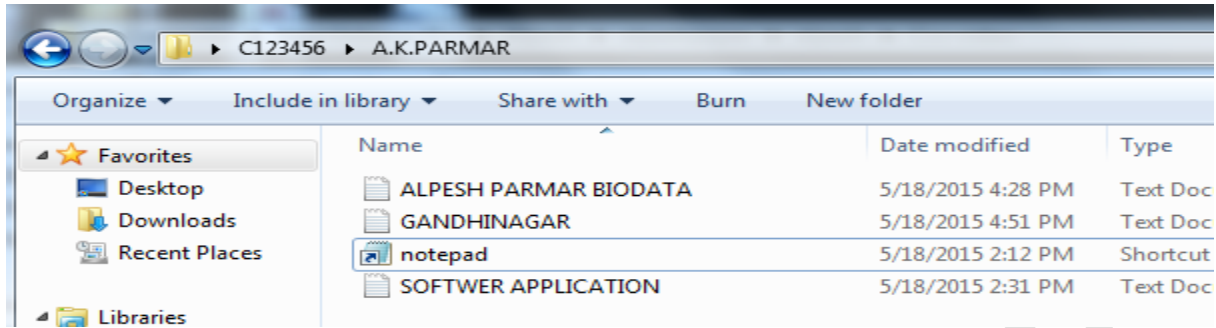 C123456 A.K.PARMAR
Organize Include in library Share with Burn New folder
Favorites
Desktop
Downloads
Recent Places
Libraries
Name Date modified Type
ALPESH PARMAR BIODATA 5/18/2015 4:28 PM Text Doc
GANDHINAGAR 5/18/2015 4:51 PM Text Doc
notepad 5/18/2015 2:12 PM Shortcut
SOFTWER APPLICATION 5/18/2015 2:31 PM Text Doc